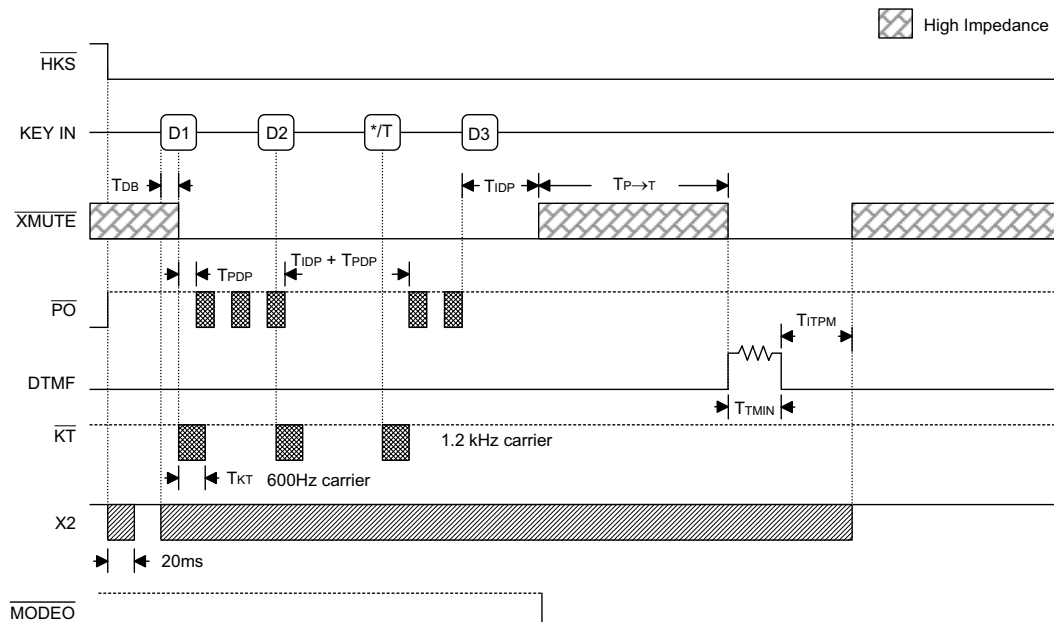 High Impedance
HKS
KEY IN
D1
D2
*/T
D3
TDB
TIDP
TP→T
XMUTE
TPDP
TIDP + TPDP
PO
TITPM
DTMF
TTMIN
KT
1.2 kHz carrier
TKT
600Hz carrier
X2
20ms
MODEO